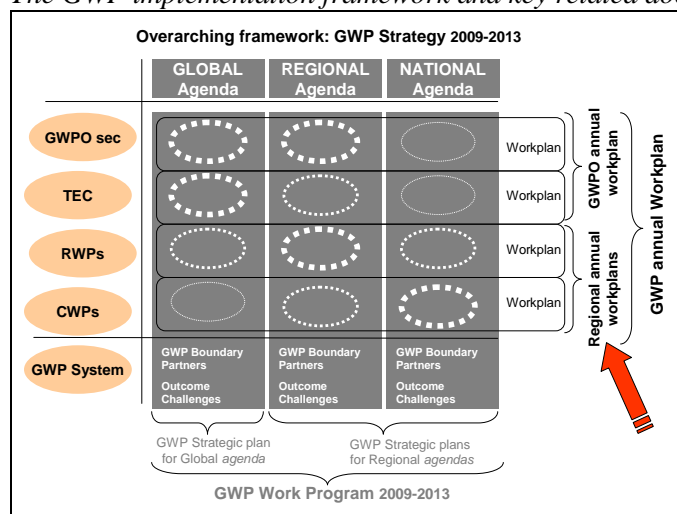 The GWP implementation framework and key related do
Overarching framework: GWP Strategy 2009-2013
GLOBAL
Agenda
REGIONAL
Agenda
NATIONAL
Agenda
GWPO sec
Workplan
TEC
Workplan
RWPs
Workplan
CWPs
Workplan
GWPO annual
workplan
Regional annual
workplans
GWP annual Workplan
GWP System
GWP Boundary
Partners
Outcome
Challenges
GWP Boundary
Partners
Outcome
Challenges
GWP Boundary
Partners
Outcome
Challenges
GWP Strategic plan
for Global agenda
GWP Strategic plans
for Regional agendas
GWP Work Program 2009-2013